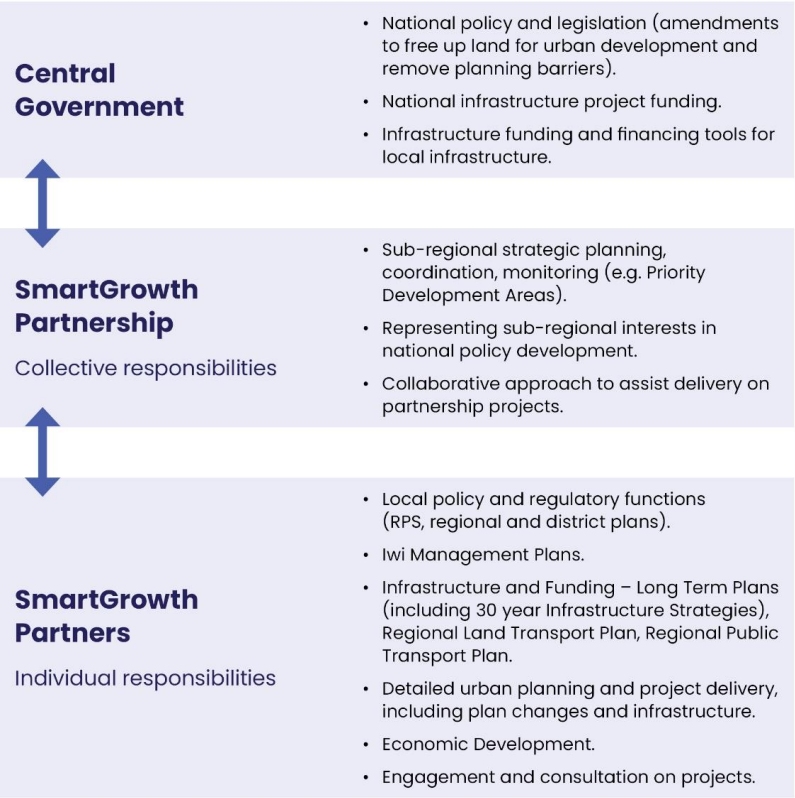 Central
Government
• National policy and legislation (amendments
to free up land for urban development and
remove planning barriers).
• National infrastructure project funding.
• Infrastructure funding and financing tools for
local infrastructure.
SmartGrowth
Partnership
Collective responsibilities
• Sub-regional strategic planning,
coordination, monitoring (e.g. Priority
Development Areas).
• Representing sub-regional interests in
national policy development.
• Collaborative approach to assist delivery on
partnership projects.
SmartGrowth
Partners
Individual responsibilities
• Local policy and regulatory functions
(RPS, regional and district plans).
• Iwi Management Plans.
• Infrastructure and Funding – Long Term Plans
(including 30 year Infrastructure Strategies),
Regional Land Transport Plan, Regional Public
Transport Plan.
• Detailed urban planning and project delivery,
including plan changes and infrastructure.
• Economic Development.
• Engagement and consultation on projects.